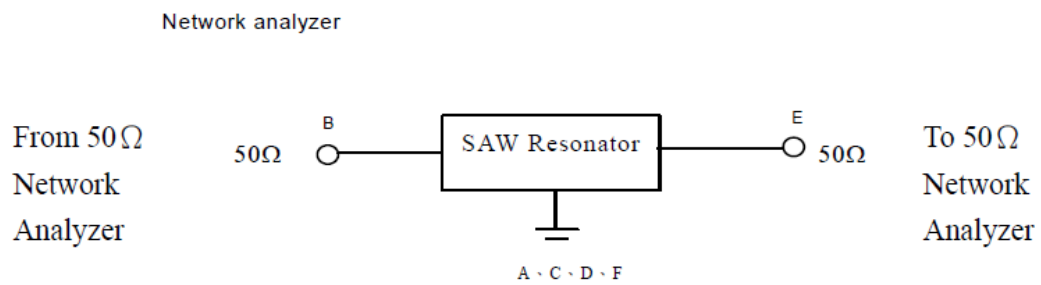 Network analyzer
From 50Ω
Network
Analyzer
50Ω
B
SAW Resonator
E
50Ω
To 50Ω
Network
Analyzer
A、C、D、F